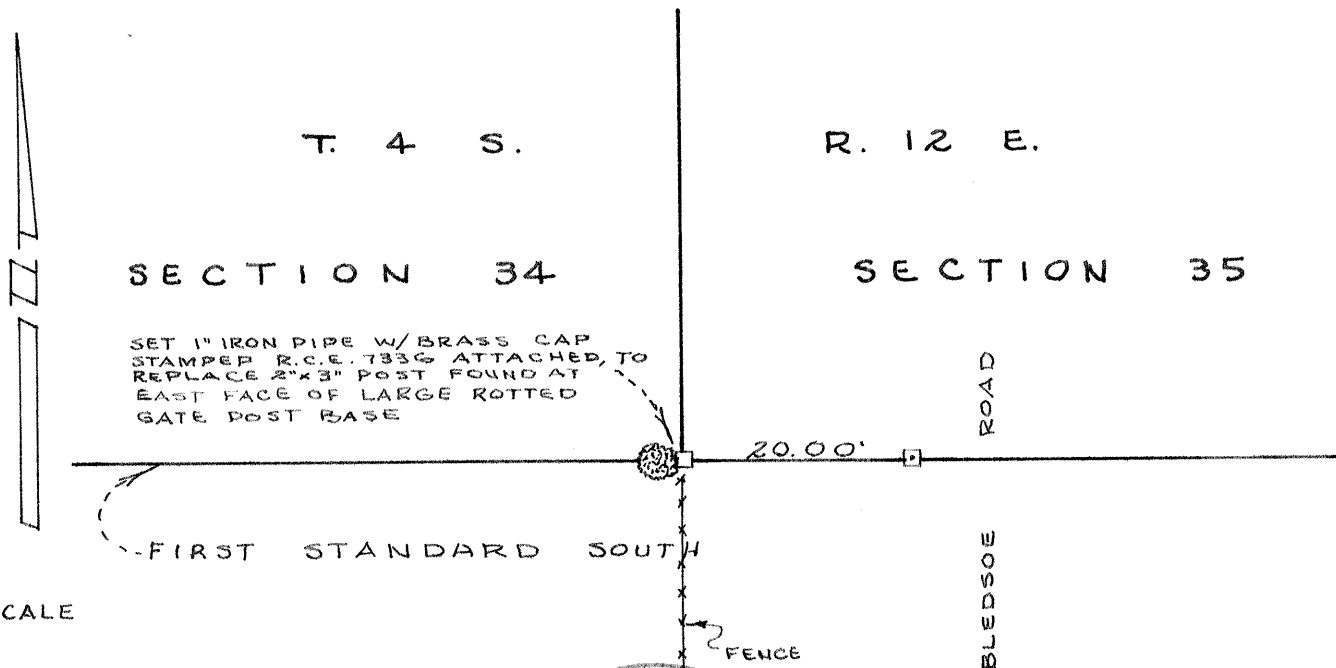 T. 4 S.
R. 12 E.
SECTION 34
SECTION 35
SET 1" IRON PIPE W/ BRASS CAP
STAMPED R.C.E. 7336 ATTACHED, TO
REPLACE 2"x3" POST FOUND AT
EAST FACE OF LARGE ROTTED
GATE POST BASE
20.00'
FIRST STANDARD SOUTH
FENCE
BLEDSOE ROAD
CALE
N